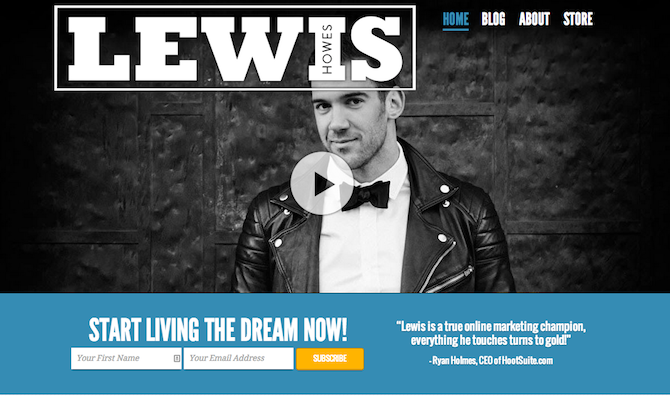 LEWIS
HOWES
HOME BLOG ABOUT STORE
START LIVING THE DREAM NOW!
Your First Name
Your Email Address
SUBSCRIBE
“Lewis is a true online marketing champion,
everything he touches turns to gold!”
- Ryan Holmes, CEO of HootSuite.com